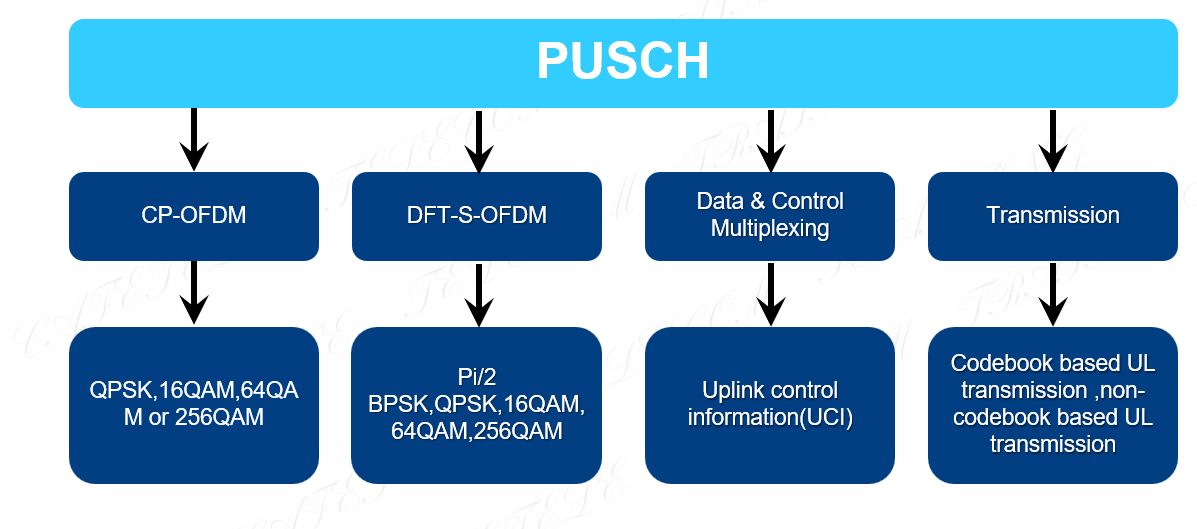 PUSCH
CP-OFDM
DFT-S-OFDM
Data & Control
Multiplexing
Transmission
QPSK,16QAM,64QA
M or 256QAM
Pi/2
BPSK,QPSK,16QAM,
64QAM,256QAM
Uplink control
information(UCI)
Codebook based UL
transmission ,non-
codebook based UL
transmission